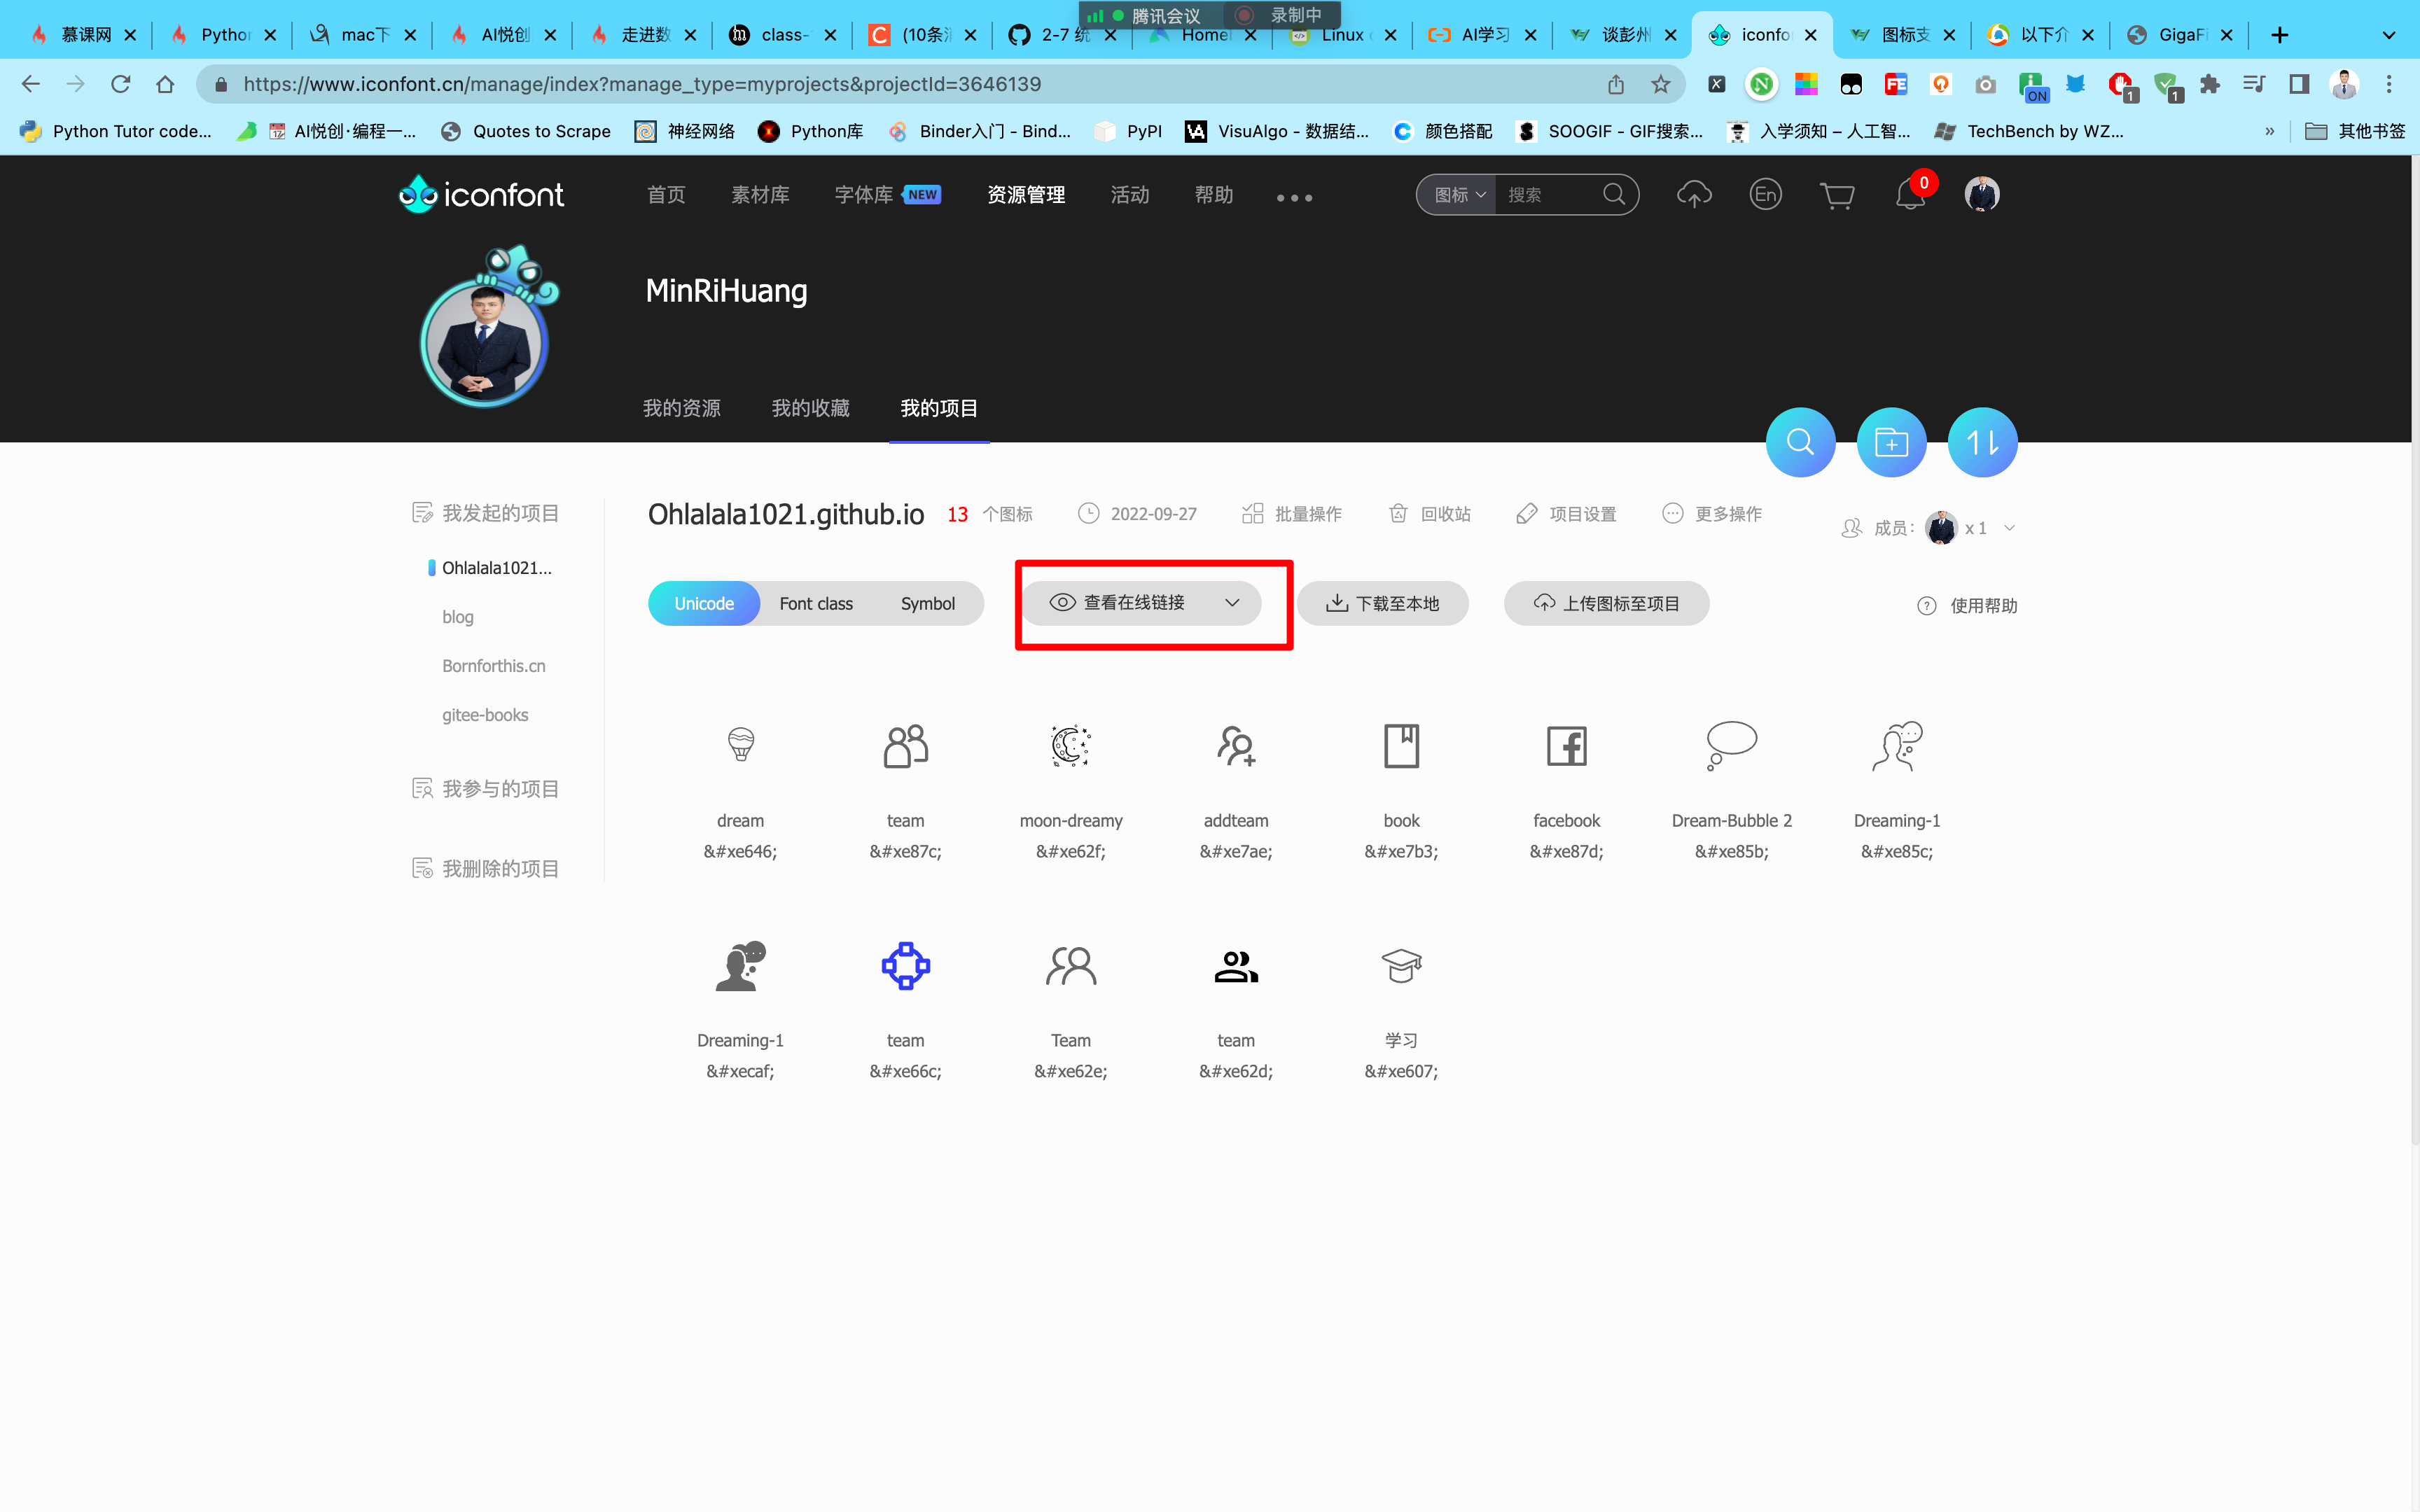 腾讯会议 录制中
慕课网 Python mac下 AI悦创 走进数 class- (10条消 2-7 统 Home Linux AI学习 谈彭州 iconfo 图标支 以下介 GigaFi
https://www.iconfont.cn/manage/index?manage_type=myprojects&projectId=3646139
ON 1 1
Python Tutor code... AI悦创·编程一... Quotes to Scrape 神经网络 Python库 Binder入门 - Bind... PyPI VisuAlgo - 数据结... 颜色搭配 SOOGIF - GIF搜索... 入学须知 – 人工智... TechBench by WZ... » 其他书签
iconfont 首页 素材库 字体库 NEW 资源管理 活动 帮助 图标 搜索 En 0
MinRiHuang
我的资源 我的收藏 我的项目
我发起的项目
Ohlalala1021...
blog
Bornforthis.cn
gitee-books
我参与的项目
我删除的项目
Ohlalala1021.github.io 13 个图标 2022-09-27 批量操作 回收站 项目设置 更多操作 成员: x 1
Unicode Font class Symbol 查看在线链接 下载至本地 上传图标至项目 使用帮助
dream team moon-dreamy addteam book facebook Dream-Bubble 2 Dreaming-1
&#xe646; &#xe87c; &#xe62f; &#xe7ae; &#xe7b3; &#xe87d; &#xe85b; &#xe85c;
Dreaming-1 team Team team 学习
&#xecaf; &#xe66c; &#xe62e; &#xe62d; &#xe607;